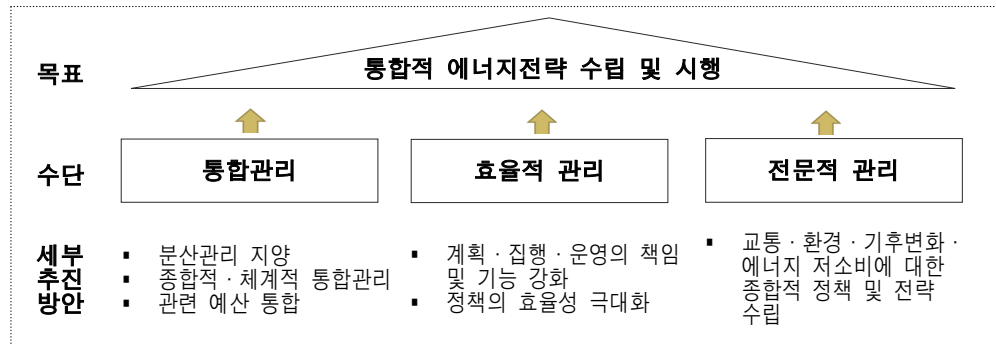 목표
통합적 에너지전략 수립 및 시행
수단
통합관리
효율적 관리
전문적 관리
세부
추진
방안
▪ 분산관리 지양
▪ 종합적·체계적 통합관리
▪ 관련 예산 통합
▪ 계획·집행·운영의 책임
및 기능 강화
▪ 정책의 효율성 극대화
▪ 교통·환경·기후변화·
에너지 저소비에 대한
종합적 정책 및 전략
수립